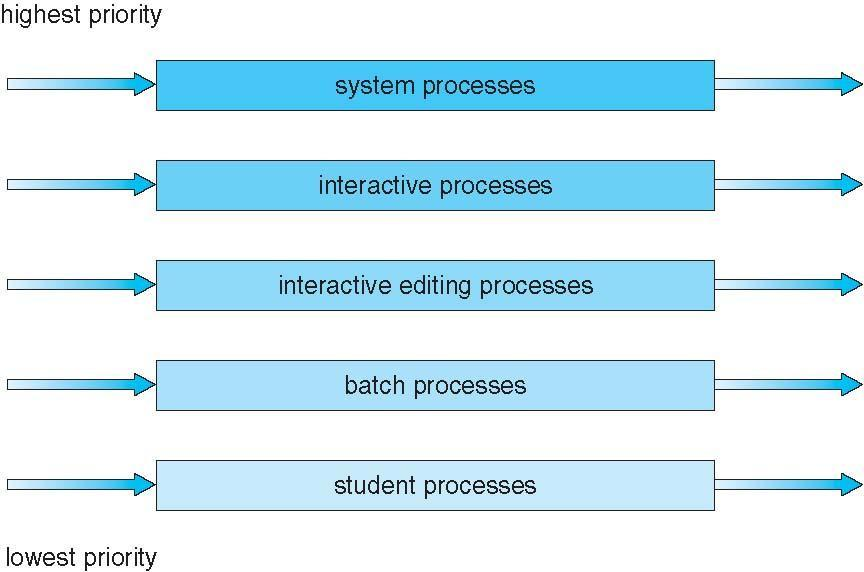 highest priority
system processes
interactive processes
interactive editing processes
batch processes
student processes
lowest priority